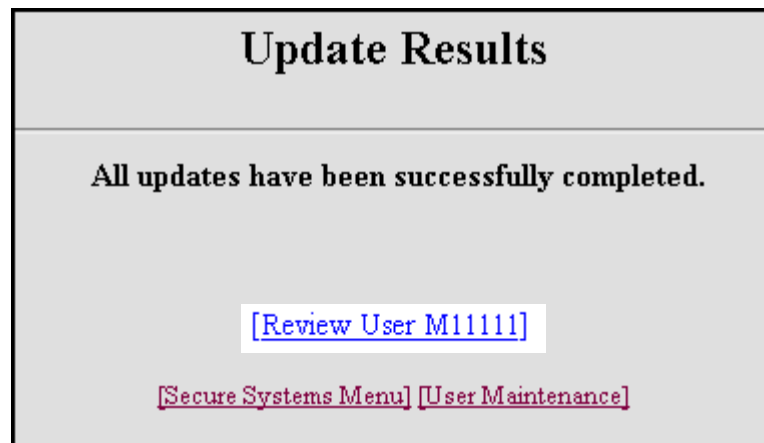 Update Results
All updates have been successfully completed.
[Review User M11111]
[Secure Systems Menu] [User Maintenance]